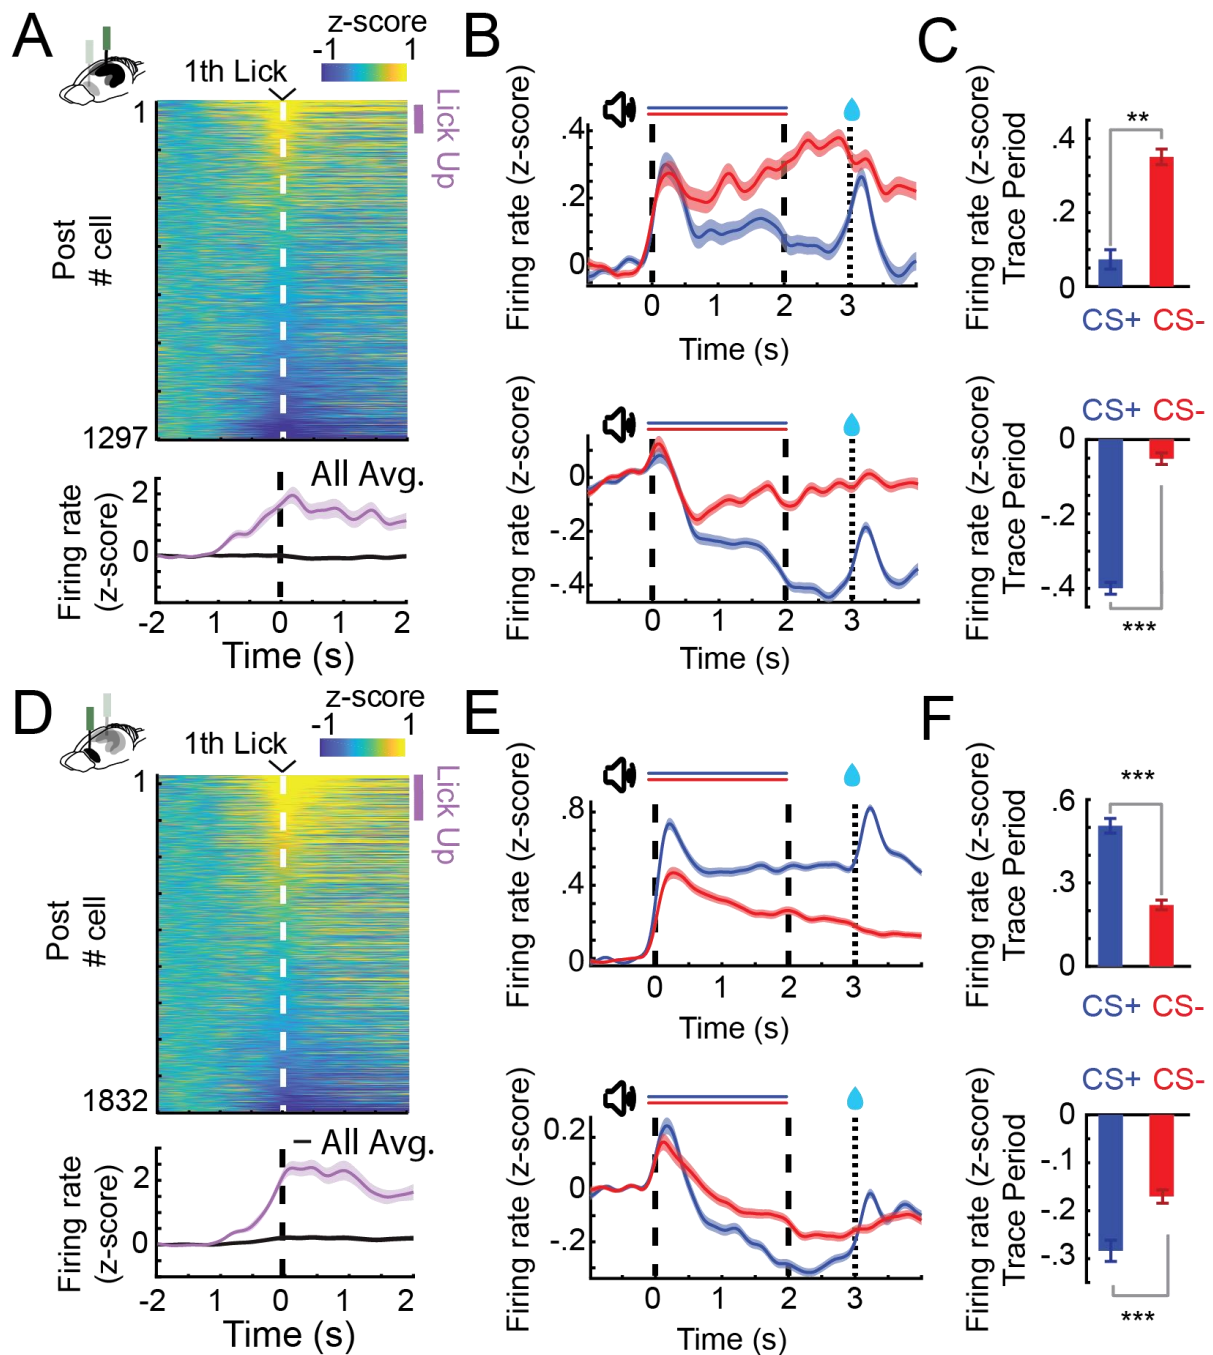 A
z-score
-1 1
1th Lick
1
Lick Up
Post
# cell
1297
All Avg.
2
0
Firing rate
(z-score)
-2 -1 0 1 2
Time (s)
B
.4
.2
0
Firing rate (z-score)
0 1 2 3
Time (s)
0
-.2
-.4
Firing rate (z-score)
0 1 2 3
Time (s)
C
.4
.2
0
Firing rate (z-score)
Trace Period
**
CS+ CS-
CS+ CS-
0
-.2
-.4
Firing rate (z-score)
Trace Period
***
D
z-score
-1 1
1th Lick
1
Lick Up
Post
# cell
1832
All Avg.
2
0
Firing rate
(z-score)
-2 -1 0 1 2
Time (s)
E
.8
.4
0
Firing rate (z-score)
0 1 2 3
Time (s)
0.2
0
-.2
Firing rate (z-score)
0 1 2 3
Time (s)
F
.6
.3
0
Firing rate (z-score)
Trace Period
***
CS+ CS-
CS+ CS-
0
-.1
-.2
-.3
Firing rate (z-score)
Trace Period
***